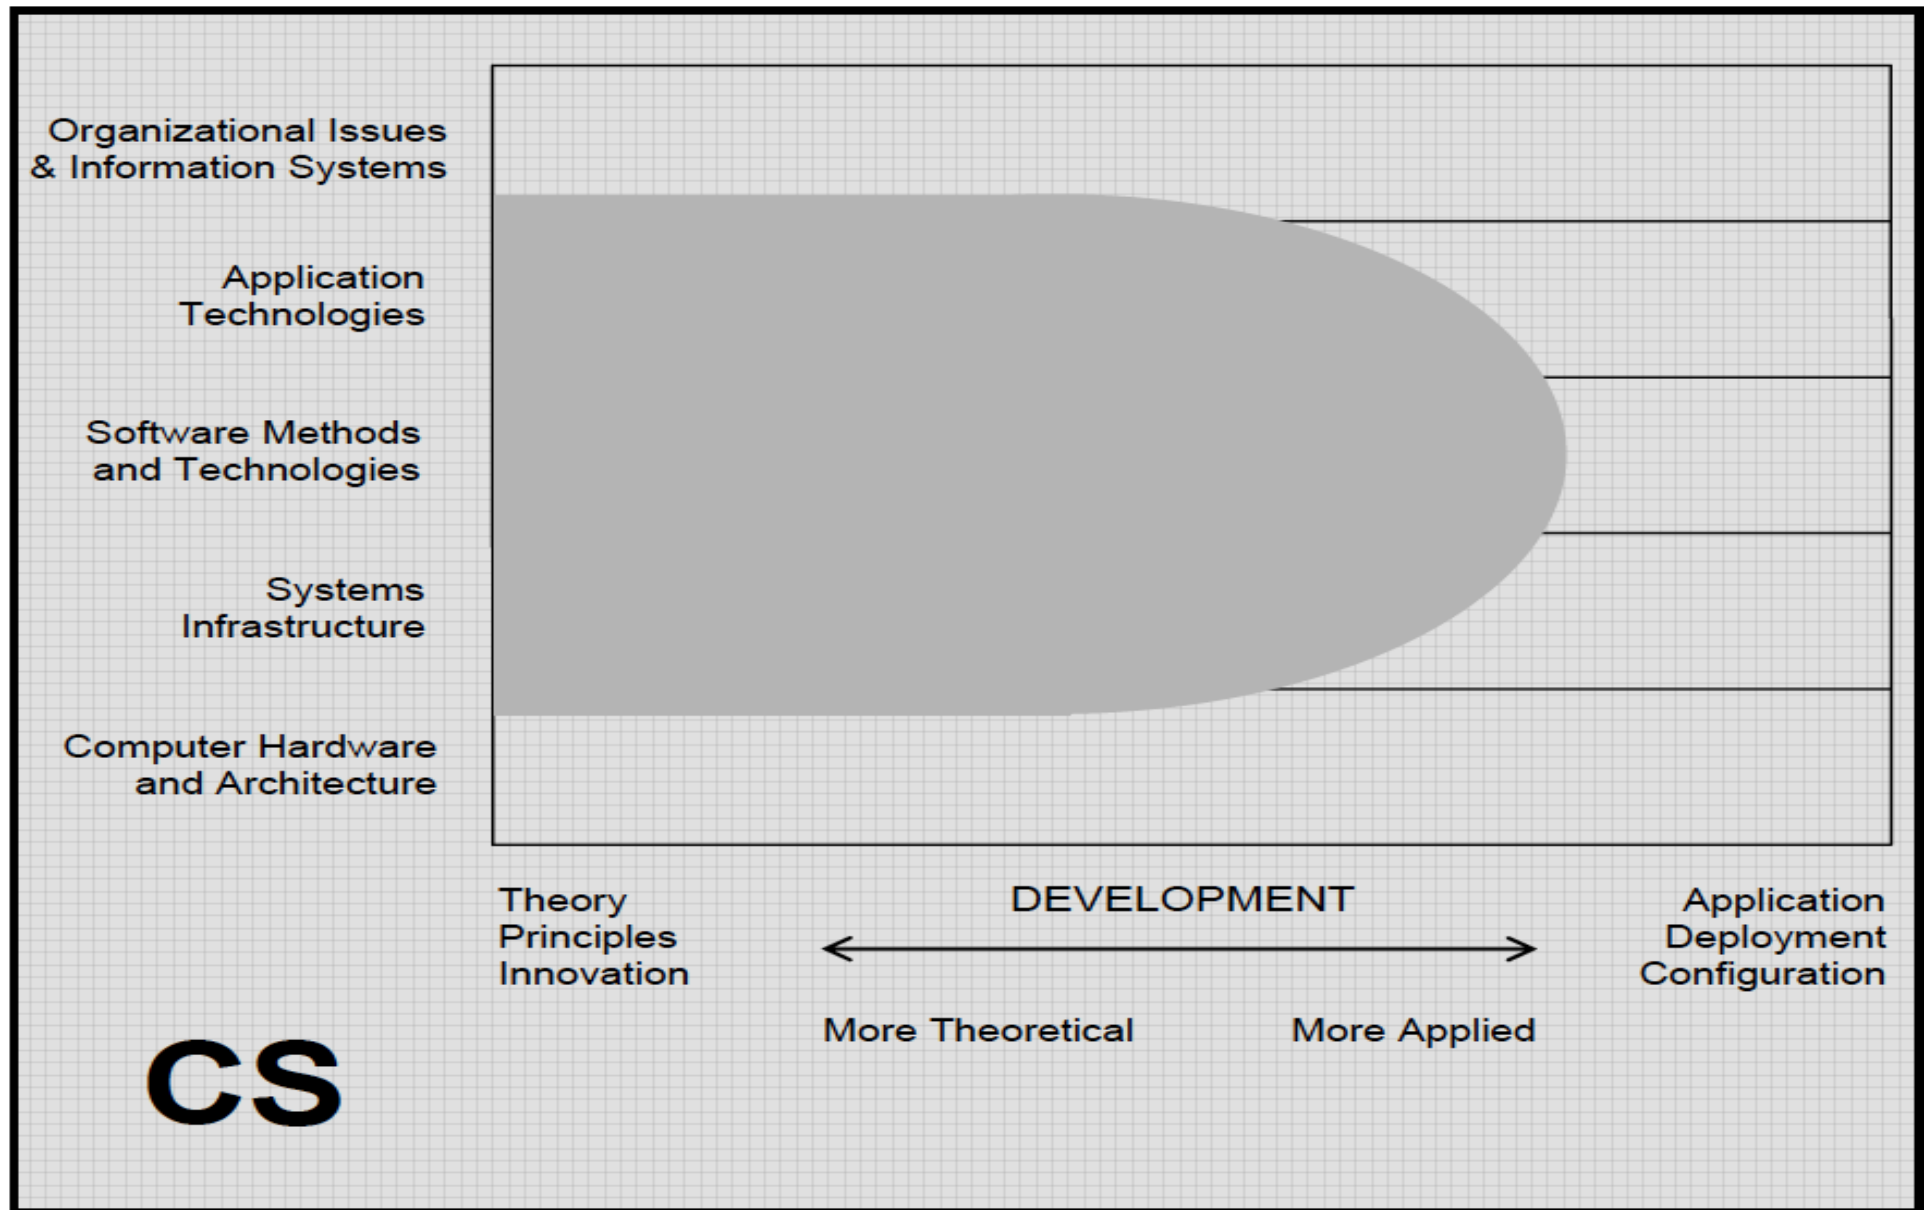 Organizational Issues
& Information Systems
Application
Technologies
Software Methods
and Technologies
Systems
Infrastructure
Computer Hardware
and Architecture
Theory
Principles
Innovation
DEVELOPMENT
More Theoretical
More Applied
Application
Deployment
Configuration
CS